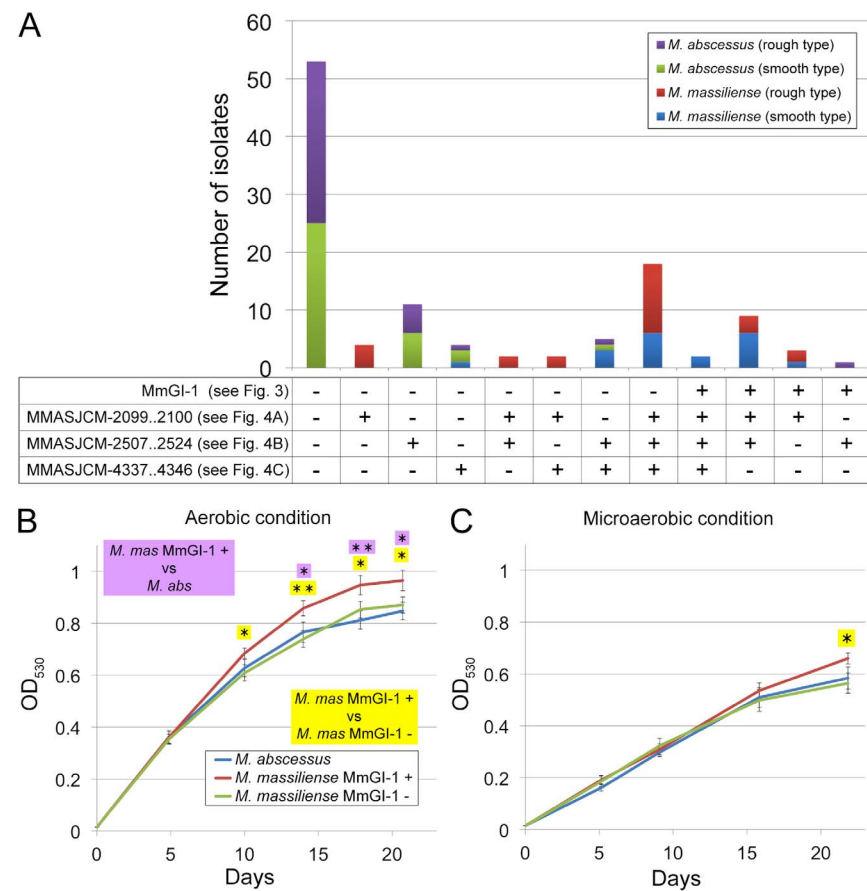 A
Number of isolates
60
50
40
30
20
10
0
M. abscessus (rough type)
M. abscessus (smooth type)
M. massiliense (rough type)
M. massiliense (smooth type)
MmGI-1 (see Fig. 3) - - - - - - - - + + + +
MMASJCM-2099..2100 (see Fig. 4A) - + - - + + - + + + + -
MMASJCM-2507..2524 (see Fig. 4B) - - + - + - + + + + - +
MMASJCM-4337..4346 (see Fig. 4C) - - - + - + + + + - - -
B
Aerobic condition
M. mas MmGI-1 +
vs
M. abs
* ** *
* ** * *
M. mas MmGI-1 +
vs
M. mas MmGI-1 -
M. abscessus
M. massiliense MmGI-1 +
M. massiliense MmGI-1 -
OD530
1
0.8
0.6
0.4
0.2
0
0 5 10 15 20
Days
C
Microaerobic condition
*
OD530
1
0.8
0.6
0.4
0.2
0
0 5 10 15 20
Days